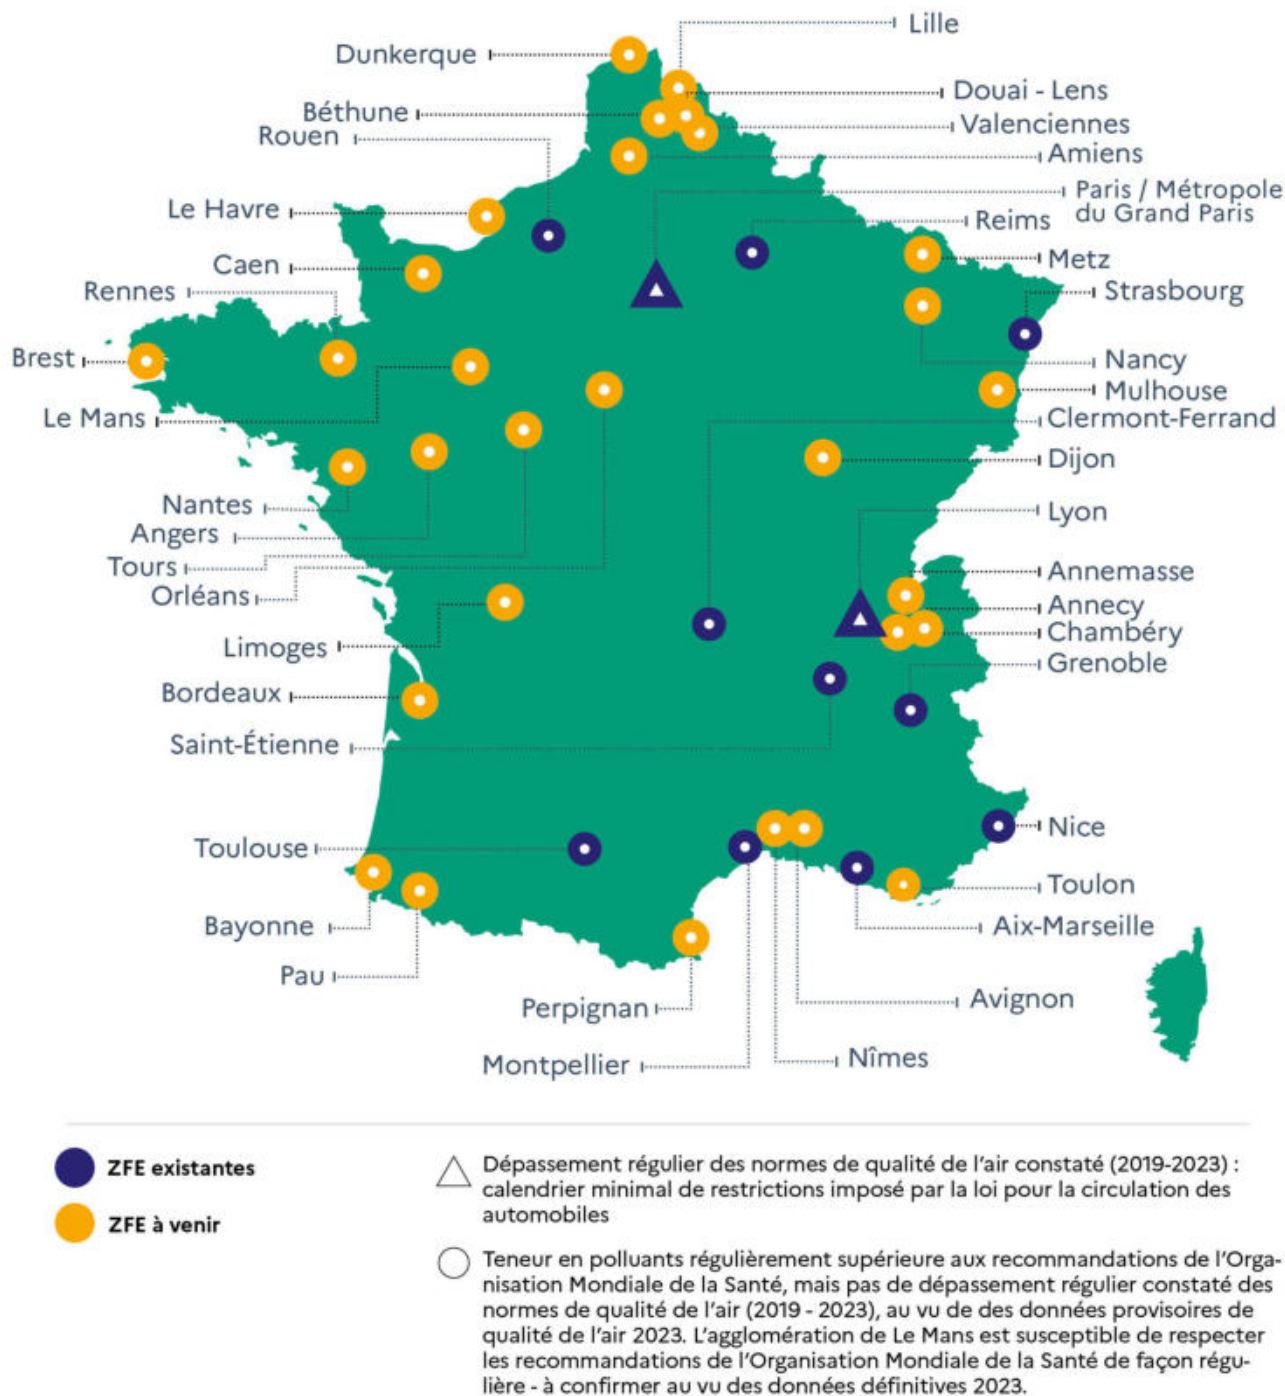 Lille
Dunkerque
Douai - Lens
Béthune
Valenciennes
Rouen
Amiens
Paris / Métropole
du Grand Paris
Le Havre
Reims
Caen
Metz
Rennes
Strasbourg
Brest
Nancy
Mulhouse
Le Mans
Clermont-Ferrand
Dijon
Nantes
Lyon
Angers
Tours
Annemasse
Orléans
Annecy
Chambéry
Limoges
Grenoble
Bordeaux
Saint-Étienne
Nice
Toulouse
Toulon
Bayonne
Aix-Marseille
Pau
Avignon
Perpignan
Nîmes
Montpellier
ZFE existantes
ZFE à venir
Dépassement régulier des normes de qualité de l'air constaté (2019-2023) :
calendrier minimal de restrictions imposé par la loi pour la circulation des
automobiles
Teneur en polluants régulièrement supérieure aux recommandations de l'Orga-
nisation Mondiale de la Santé, mais pas de dépassement régulier constaté des
normes de qualité de l'air (2019 - 2023), au vu de des données provisoires de
qualité de l'air 2023. L'agglomération de Le Mans est susceptible de respecter
les recommandations de l'Organisation Mondiale de la Santé de façon régu-
lière - à confirmer au vu des données définitives 2023.